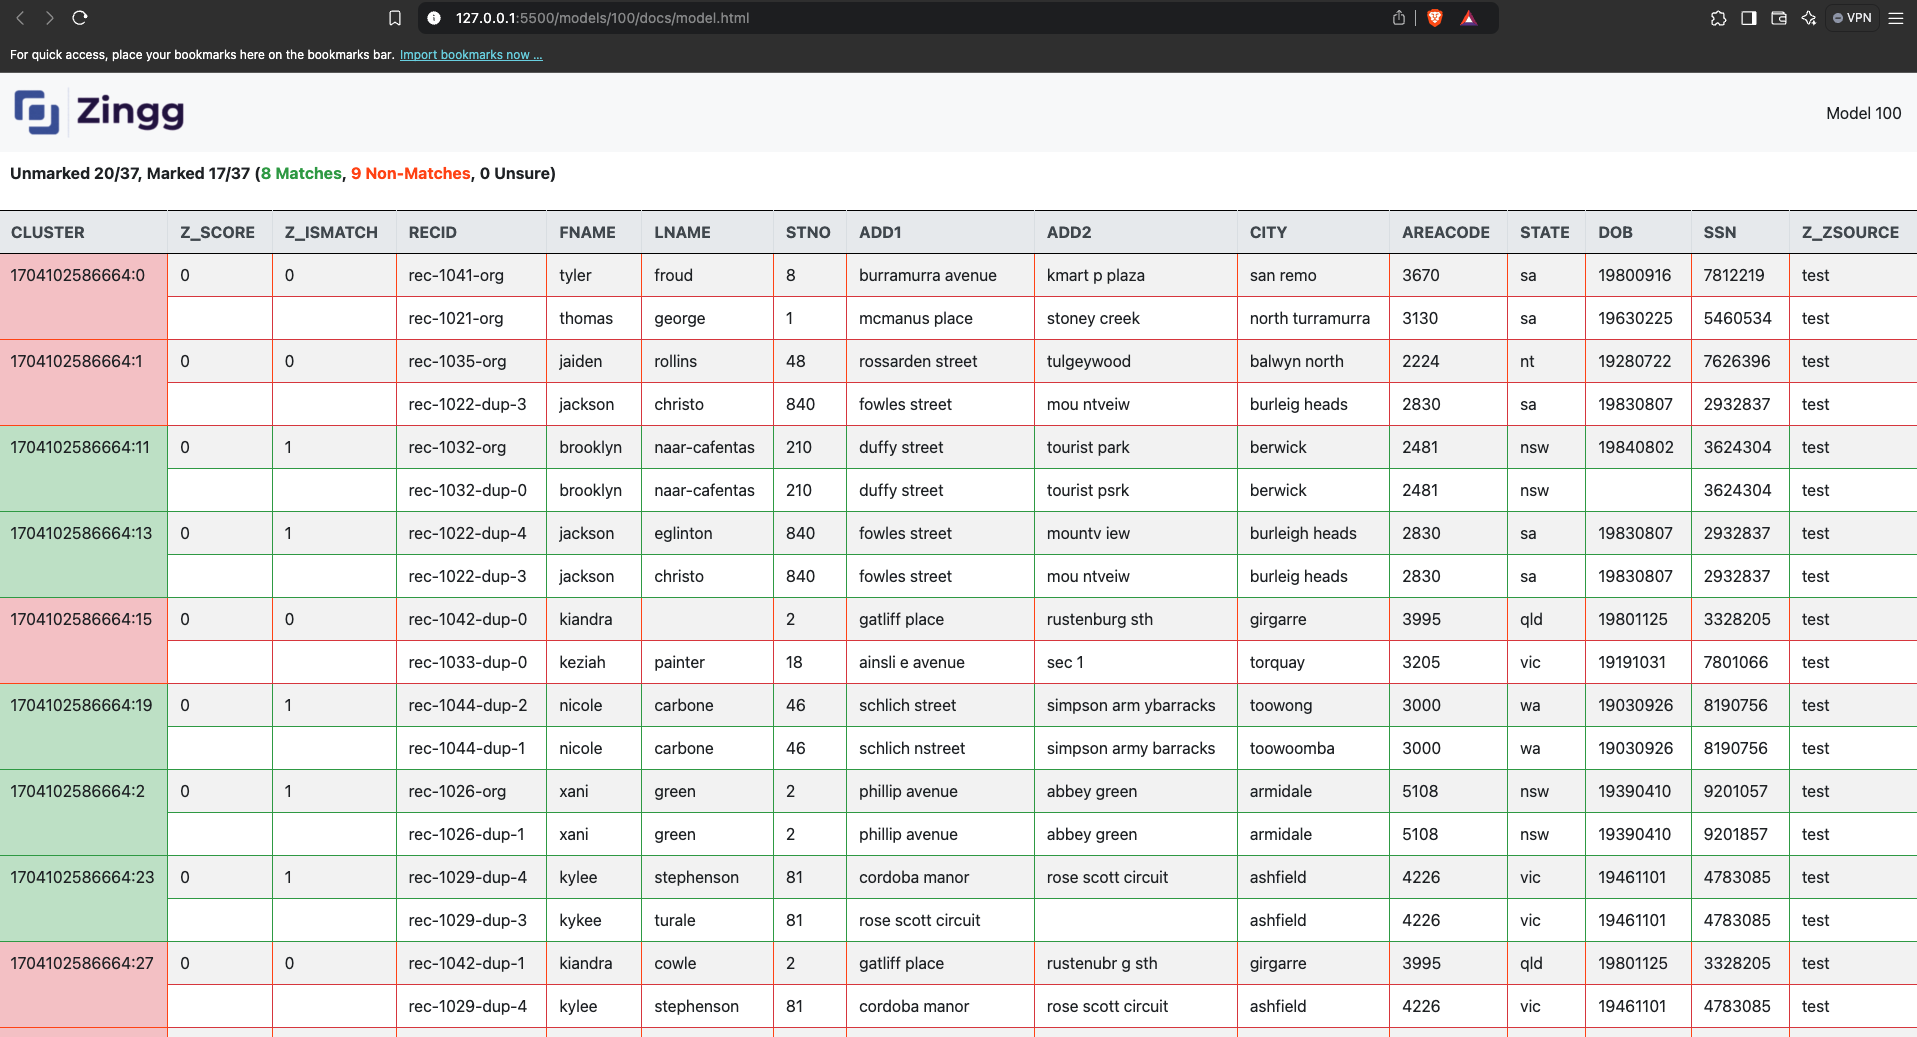 127.0.0.1:5500/models/100/docs/model.html
VPN
For quick access, place your bookmarks here on the bookmarks bar. Import bookmarks now ...
Zingg
Model 100
Unmarked 20/37, Marked 17/37 (8 Matches, 9 Non-Matches, 0 Unsure)
CLUSTER Z_SCORE Z_ISMATCH RECID FNAME LNAME STNO ADD1 ADD2 CITY AREACODE STATE DOB SSN Z_ZSOURCE
1704102586664:0 0 0 rec-1041-org tyler froud 8 burramurra avenue kmart p plaza san remo 3670 sa 19800916 7812219 test
rec-1021-org thomas george 1 mcmanus place stoney creek north turramurra 3130 sa 19630225 5460534 test
1704102586664:1 0 0 rec-1035-org jaiden rollins 48 rossarden street tulgeywood balwyn north 2224 nt 19280722 7626396 test
rec-1022-dup-3 jackson christo 840 fowles street mou ntveiw burleig heads 2830 sa 19830807 2932837 test
1704102586664:11 0 1 rec-1032-org brooklyn naar-cafentas 210 duffy street tourist park berwick 2481 nsw 19840802 3624304 test
rec-1032-dup-0 brooklyn naar-cafentas 210 duffy street tourist psrk berwick 2481 nsw 3624304 test
1704102586664:13 0 1 rec-1022-dup-4 jackson eglinton 840 fowles street mountv iew burleigh heads 2830 sa 19830807 2932837 test
rec-1022-dup-3 jackson christo 840 fowles street mou ntveiw burleig heads 2830 sa 19830807 2932837 test
1704102586664:15 0 0 rec-1042-dup-0 kiandra 2 gatliff place rustenburg sth girgarre 3995 qld 19801125 3328205 test
rec-1033-dup-0 keziah painter 18 ainsli e avenue sec 1 torquay 3205 vic 19191031 7801066 test
1704102586664:19 0 1 rec-1044-dup-2 nicole carbone 46 schlich street simpson arm ybarracks toowong 3000 wa 19030926 8190756 test
rec-1044-dup-1 nicole carbone 46 schlich nstreet simpson army barracks toowoomba 3000 wa 19030926 8190756 test
1704102586664:2 0 1 rec-1026-org xani green 2 phillip avenue abbey green armidale 5108 nsw 19390410 9201057 test
rec-1026-dup-1 xani green 2 phillip avenue abbey green armidale 5108 nsw 19390410 9201857 test
1704102586664:23 0 1 rec-1029-dup-4 kylee stephenson 81 cordoba manor rose scott circuit ashfield 4226 vic 19461101 4783085 test
rec-1029-dup-3 kykee turale 81 rose scott circuit ashfield 4226 vic 19461101 4783085 test
1704102586664:27 0 0 rec-1042-dup-1 kiandra cowle 2 gatliff place rustenubr g sth girgarre 3995 qld 19801125 3328205 test
rec-1029-dup-4 kylee stephenson 81 cordoba manor rose scott circuit ashfield 4226 vic 19461101 4783085 test